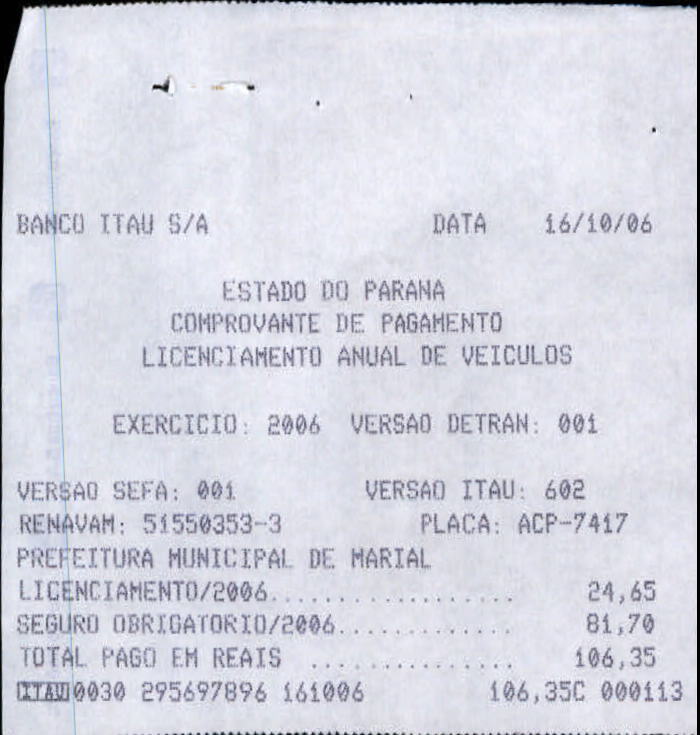 BANCO ITAU S/A DATA 16/10/06
ESTADO DO PARANA
COMPROVANTE DE PAGAMENTO
LICENCIAMENTO ANUAL DE VEICULOS
EXERCICIO: 2006 VERSAO DETRAN: 001
VERSAO SEFA: 001 VERSAO ITAU: 602
RENAVAM: 51550353-3 PLACA: ACP-7417
PREFEITURA MUNICIPAL DE MARIAL
LICENCIAMENTO/2006................... 24,65
SEGURO OBRIGATORIO/2006.............. 81,70
TOTAL PAGO EM REAIS ................ 106,35
ITAU0030 295697896 161006 106,35C 000113